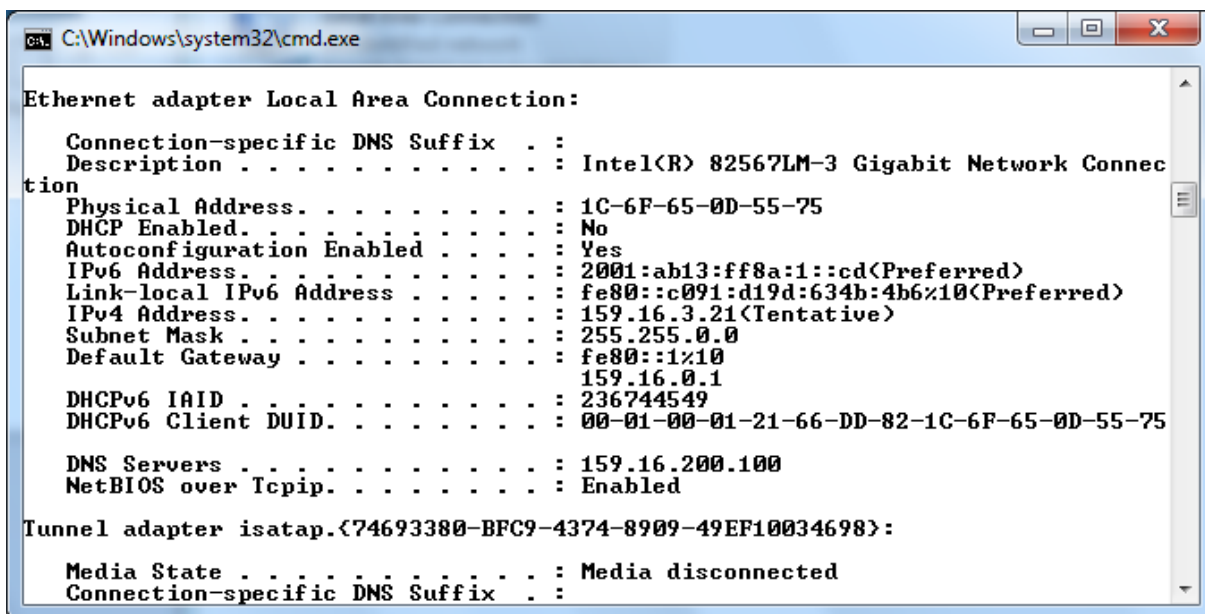 C:\Windows\system32\cmd.exe
Ethernet adapter Local Area Connection:
Connection-specific DNS Suffix  . :
Description . . . . . . . . . . . : Intel(R) 82567LM-3 Gigabit Network Connec
tion
Physical Address. . . . . . . . . : 1C-6F-65-0D-55-75
DHCP Enabled. . . . . . . . . . . : No
Autoconfiguration Enabled . . . . : Yes
IPv6 Address. . . . . . . . . . . : 2001:ab13:ff8a:1::cd(Preferred)
Link-local IPv6 Address . . . . . : fe80::c091:d19d:634b:4b6%10(Preferred)
IPv4 Address. . . . . . . . . . . : 159.16.3.21(Tentative)
Subnet Mask . . . . . . . . . . . : 255.255.0.0
Default Gateway . . . . . . . . . : fe80::1%10
159.16.0.1
DHCPv6 IAID . . . . . . . . . . . : 236744549
DHCPv6 Client DUID. . . . . . . . : 00-01-00-01-21-66-DD-82-1C-6F-65-0D-55-75
DNS Servers . . . . . . . . . . . : 159.16.200.100
NetBIOS over Tcpip. . . . . . . . : Enabled
Tunnel adapter isatap.{74693380-BFC9-4374-8909-49EF10034698}:
Media State . . . . . . . . . . . : Media disconnected
Connection-specific DNS Suffix  . :